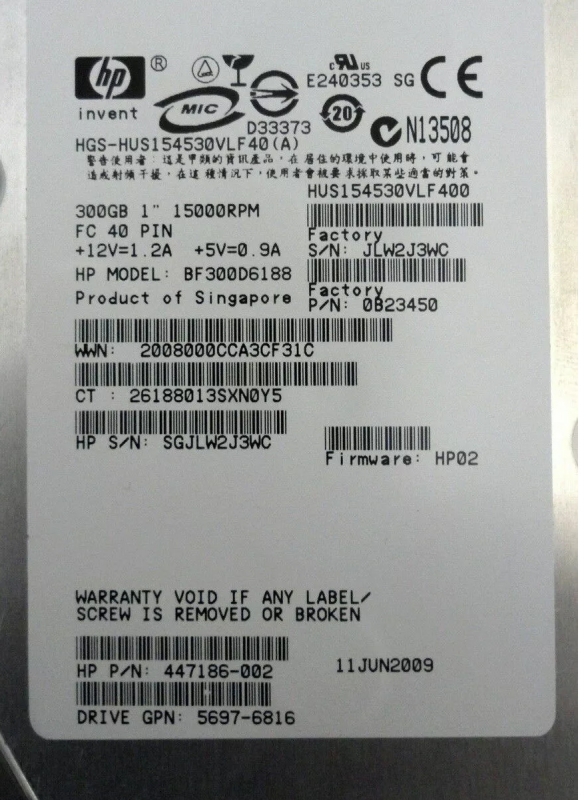 hp ®
invent
MIC
D33373
c RU us
E240353 SG CE
20
N13508
HGS-HUS154530VLF40(A)
警告使用者：這是甲類的資訊產品，在居住的環境中使用時，可能會
造成射頻干擾，在這種情況下，使用者會被要求採取某些適當的對策。
HUS154530VLF400
300GB 1" 15000RPM
FC 40 PIN
+12V=1.2A +5V=0.9A
HP MODEL: BF300D6188
Product of Singapore
Factory
S/N: JLW2J3WC
Factory
P/N: 0B23450
WWN: 2008000CCA3CF31C
CT : 26188013SXN0Y5
HP S/N: SGJLW2J3WC
Firmware: HP02
WARRANTY VOID IF ANY LABEL/
SCREW IS REMOVED OR BROKEN
HP P/N: 447186-002
11JUN2009
DRIVE GPN: 5697-6816